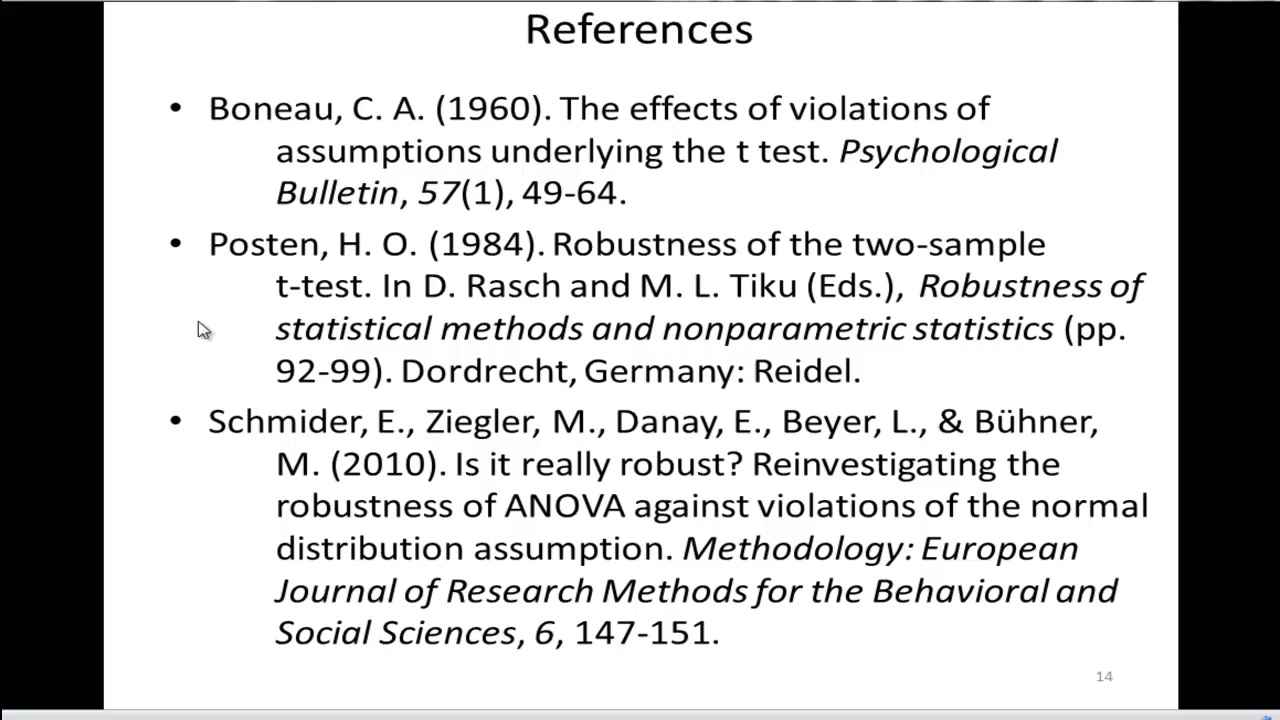 References
• Boneau, C. A. (1960). The effects of violations of
assumptions underlying the t test. Psychological
Bulletin, 57(1), 49-64.
• Posten, H. O. (1984). Robustness of the two-sample
t-test. In D. Rasch and M. L. Tiku (Eds.), Robustness of
statistical methods and nonparametric statistics (pp.
92-99). Dordrecht, Germany: Reidel.
• Schmider, E., Ziegler, M., Danay, E., Beyer, L., & Bühner,
M. (2010). Is it really robust? Reinvestigating the
robustness of ANOVA against violations of the normal
distribution assumption. Methodology: European
Journal of Research Methods for the Behavioral and
Social Sciences, 6, 147-151.
14